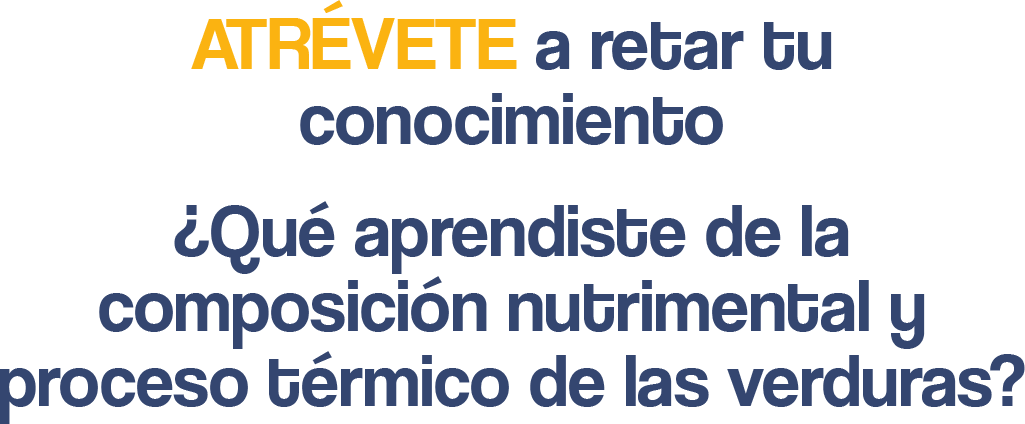 ATRÉVETE a retar tu
conocimiento
¿Qué aprendiste de la
composición nutrimental y
proceso térmico de las verduras?